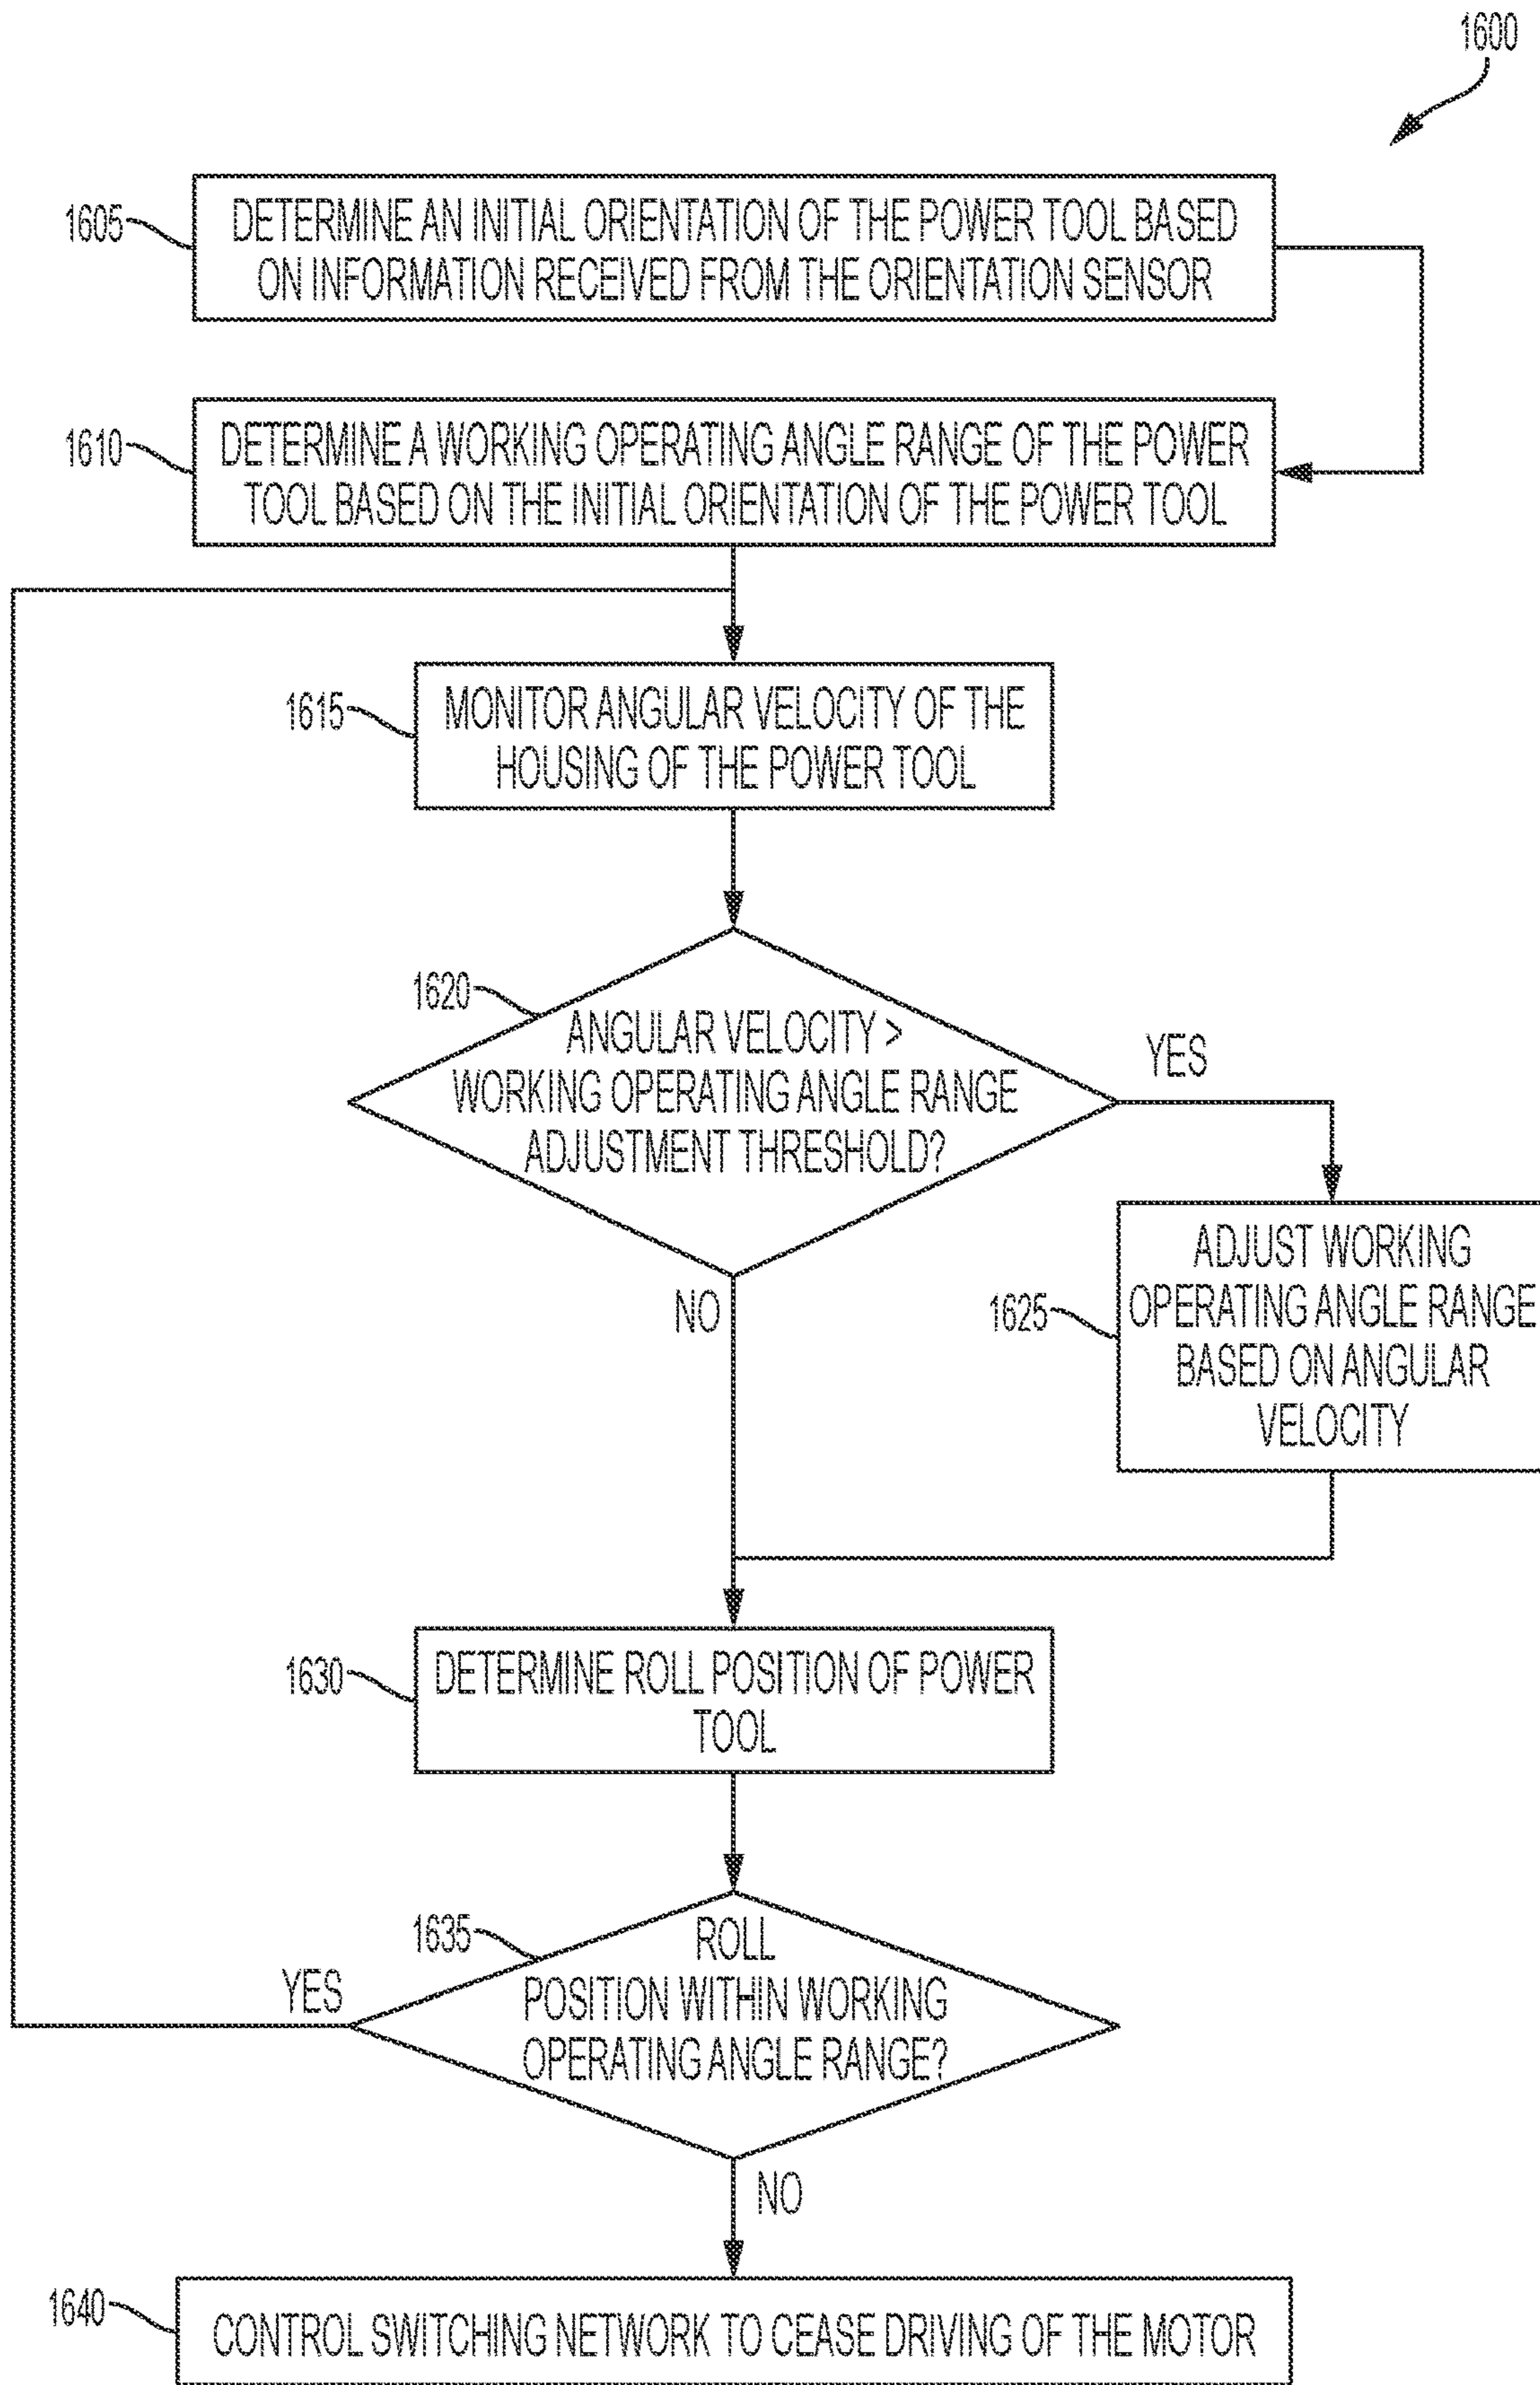 1600
1605
DETERMINE AN INITIAL ORIENTATION OF THE POWER TOOL BASED
ON INFORMATION RECEIVED FROM THE ORIENTATION SENSOR
1610
DETERMINE A WORKING OPERATING ANGLE RANGE OF THE POWER
TOOL BASED ON THE INITIAL ORIENTATION OF THE POWER TOOL
1615
MONITOR ANGULAR VELOCITY OF THE
HOUSING OF THE POWER TOOL
1620
ANGULAR VELOCITY >
WORKING OPERATING ANGLE RANGE
ADJUSTMENT THRESHOLD?
YES
NO
1625
ADJUST WORKING
OPERATING ANGLE RANGE
BASED ON ANGULAR
VELOCITY
1630
DETERMINE ROLL POSITION OF POWER
TOOL
1635
ROLL
POSITION WITHIN WORKING
OPERATING ANGLE RANGE?
YES
NO
1640
CONTROL SWITCHING NETWORK TO CEASE DRIVING OF THE MOTOR